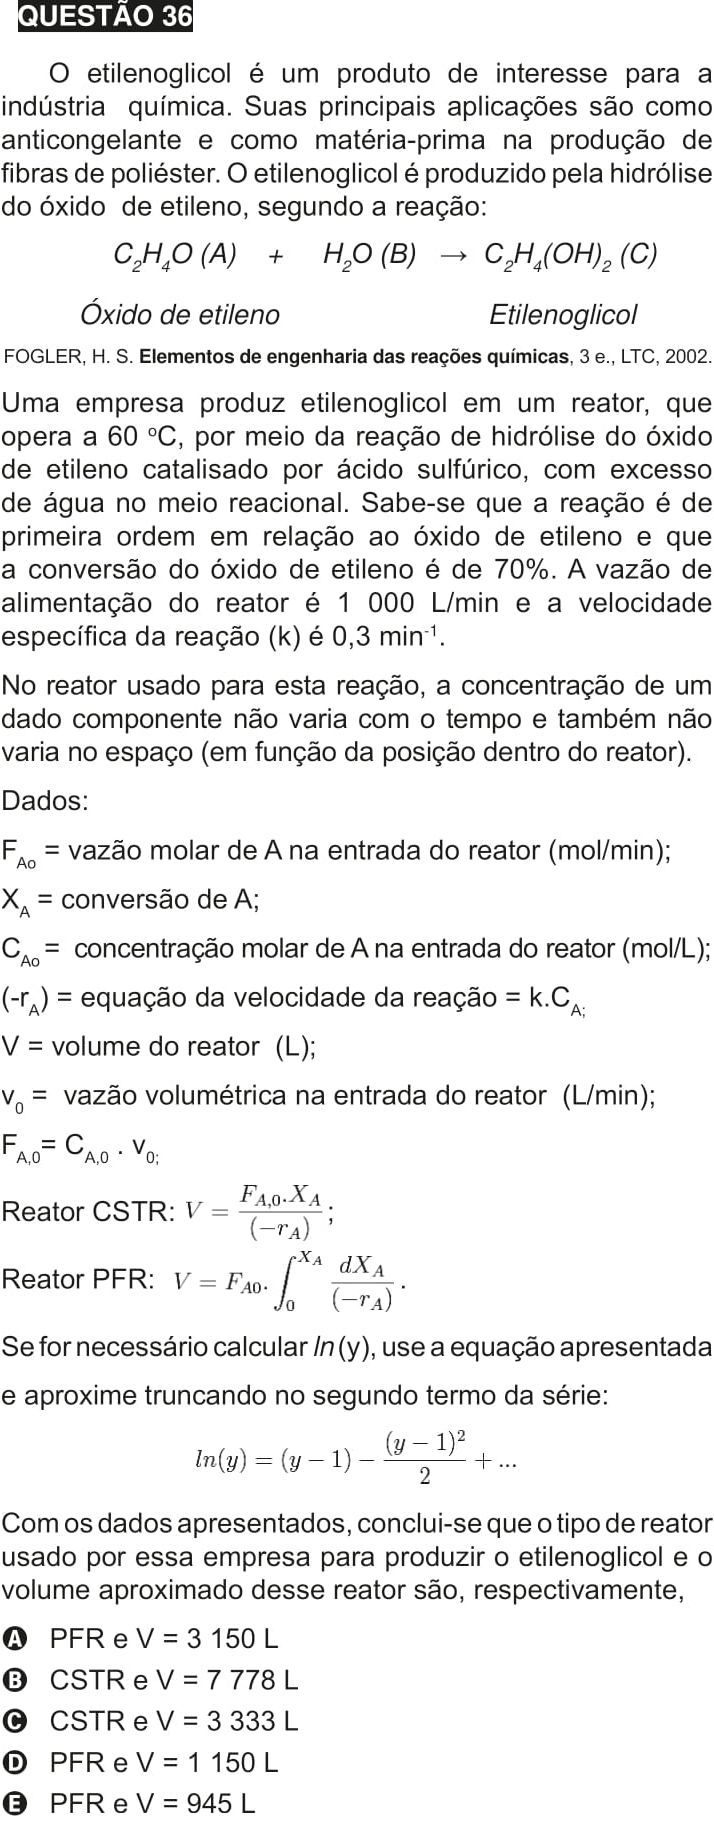 QUESTÃO 36
O etilenoglicol é um produto de interesse para a
indústria química. Suas principais aplicações são como
anticongelante e como matéria-prima na produção de
fibras de poliéster. O etilenoglicol é produzido pela hidrólise
do óxido de etileno, segundo a reação:
C₂H₄O (A) + H₂O (B) → C₂H₄(OH)₂ (C)
Óxido de etileno Etilenoglicol
FOGLER, H. S. Elementos de engenharia das reações químicas, 3 e., LTC, 2002.
Uma empresa produz etilenoglicol em um reator, que
opera a 60 ºC, por meio da reação de hidrólise do óxido
de etileno catalisado por ácido sulfúrico, com excesso
de água no meio reacional. Sabe-se que a reação é de
primeira ordem em relação ao óxido de etileno e que
a conversão do óxido de etileno é de 70%. A vazão de
alimentação do reator é 1 000 L/min e a velocidade
específica da reação (k) é 0,3 min⁻¹.
No reator usado para esta reação, a concentração de um
dado componente não varia com o tempo e também não
varia no espaço (em função da posição dentro do reator).
Dados:
F_Ao = vazão molar de A na entrada do reator (mol/min);
X_A = conversão de A;
C_Ao = concentração molar de A na entrada do reator (mol/L);
(-r_A) = equação da velocidade da reação = k.C_A;
V = volume do reator (L);
v_0 = vazão volumétrica na entrada do reator (L/min);
F_A,0 = C_A,0 . v_0;
Reator CSTR: V = \frac{F_{A,0}.X_A}{(-r_A)};
Reator PFR: V = F_{A0}.\int_0^{X_A} \frac{dX_A}{(-r_A)}.
Se for necessário calcular ln(y), use a equação apresentada
e aproxime truncando no segundo termo da série:
ln(y) = (y − 1) − \frac{(y − 1)^2}{2} + ...
Com os dados apresentados, conclui-se que o tipo de reator
usado por essa empresa para produzir o etilenoglicol e o
volume aproximado desse reator são, respectivamente,
A PFR e V = 3 150 L
B CSTR e V = 7 778 L
C CSTR e V = 3 333 L
D PFR e V = 1 150 L
E PFR e V = 945 L